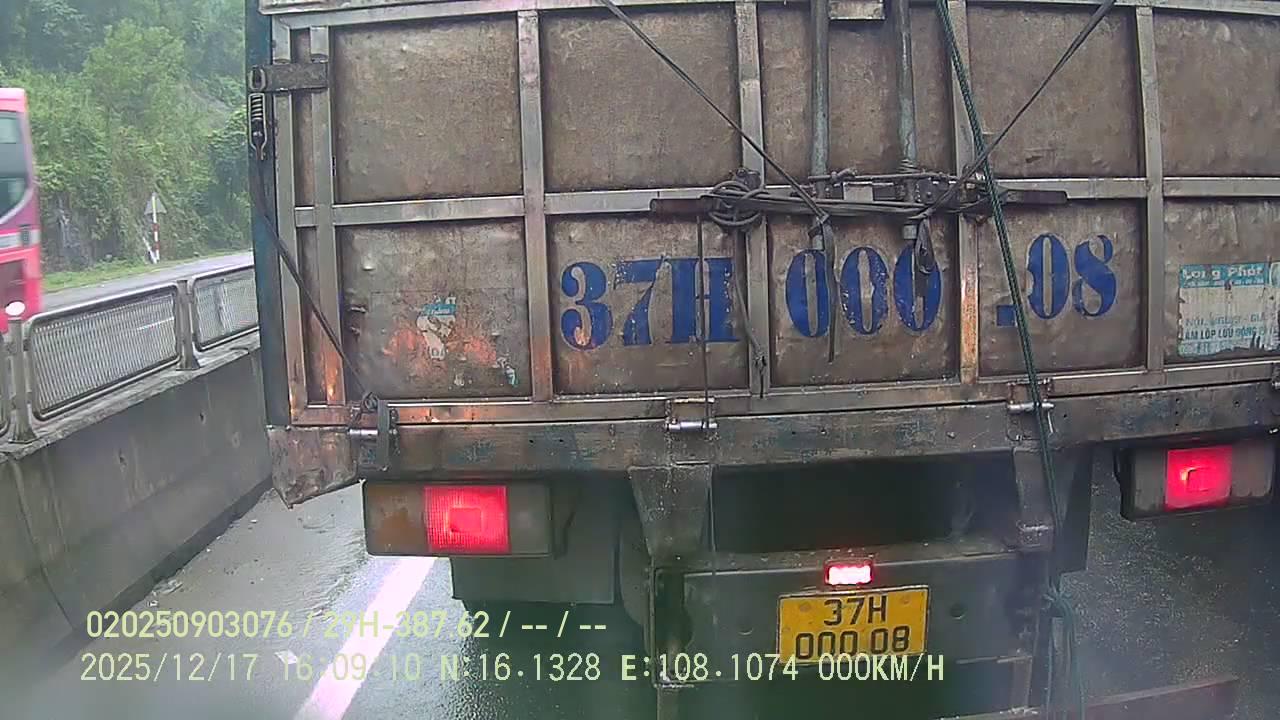 37H 000 .08
Long Phát
37H
000.08
020250903076 / 29H-387.62 / -- / --
2025/12/17 16:09:10 N:16.1328 E:108.1074 000KM/H